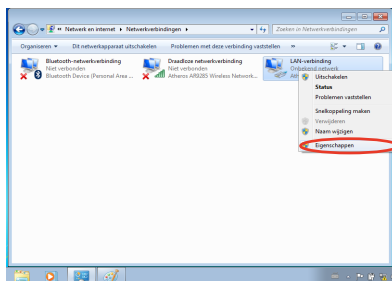 « Netwerk en internet ▸ Netwerkverbindingen ▸
Zoeken in Netwerkverbindingen
Organiseren Dit netwerkapparaat uitschakelen Problemen met deze verbinding vaststellen »
Bluetooth-netwerkverbinding
Niet verbonden
Bluetooth Device (Personal Area ...
Draadloze netwerkverbinding
Niet verbonden
Atheros AR9285 Wireless Network...
LAN-verbinding
Onbekend netwerk
Uitschakelen
Status
Problemen vaststellen
Snelkoppeling maken
Verwijderen
Naam wijzigen
Eigenschappen